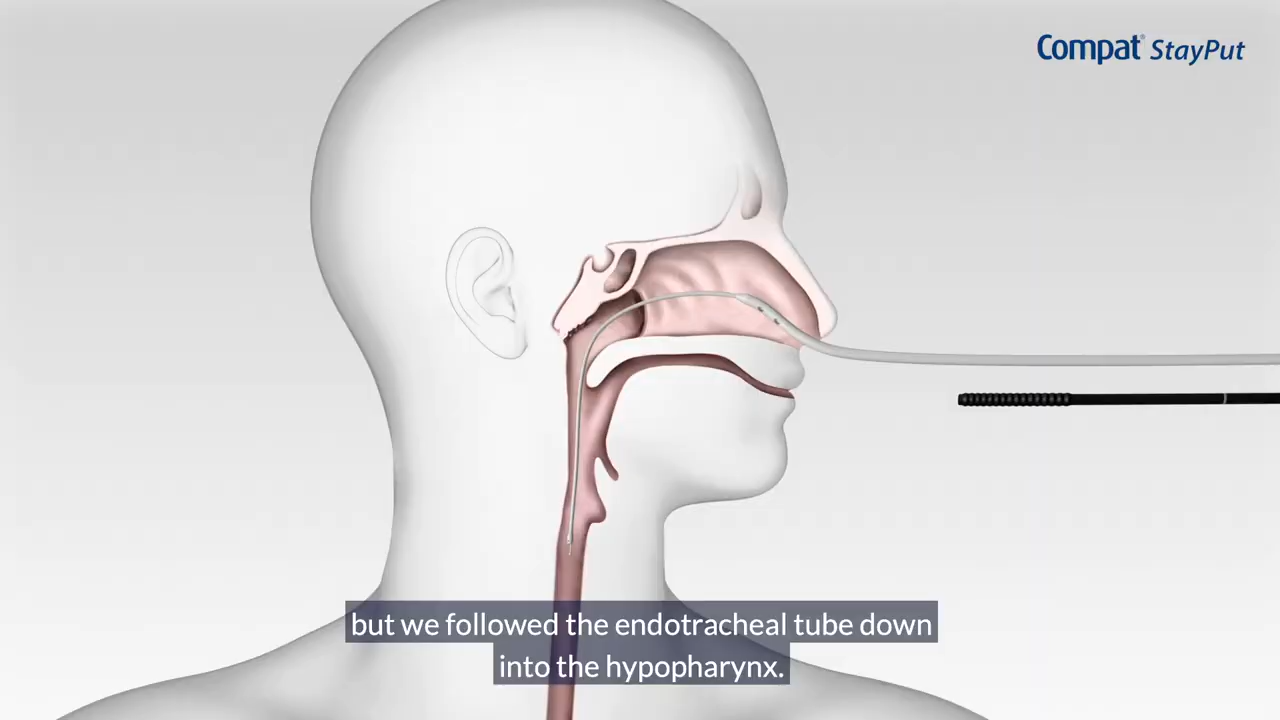 Compat® StayPut
but we followed the endotracheal tube down
into the hypopharynx.